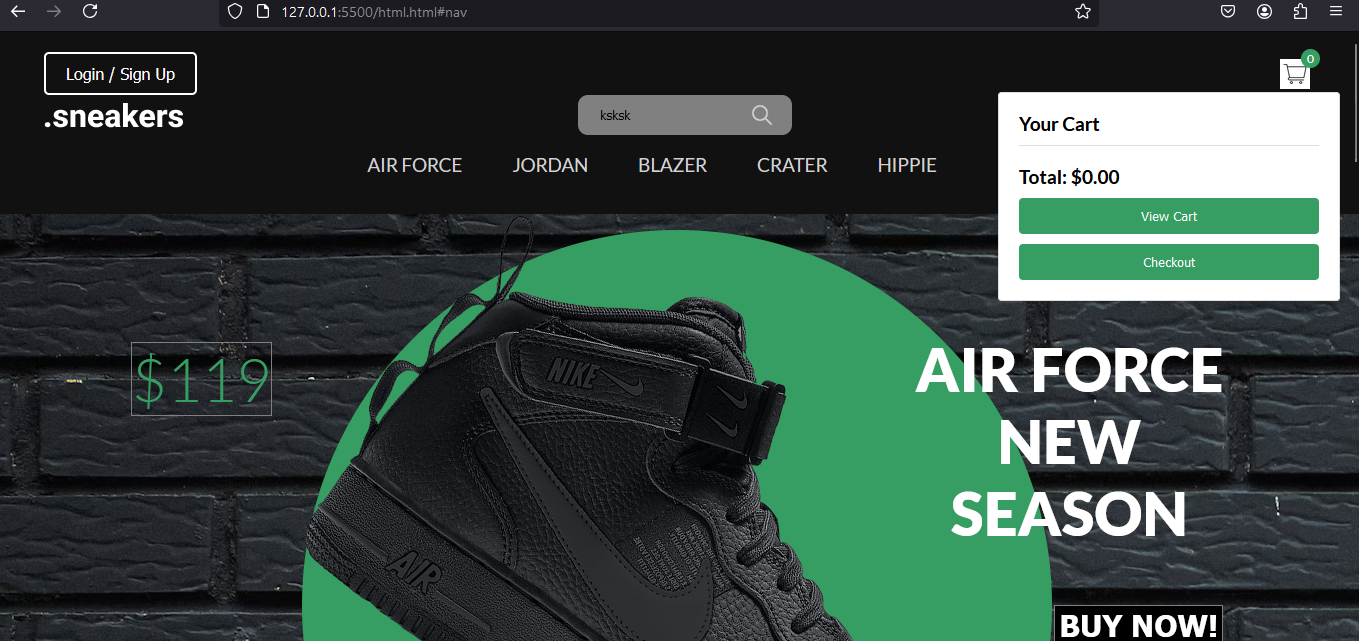 127.0.0.1:5500/html.html#nav
Login / Sign Up
0
.sneakers
ksksk
Your Cart
AIR FORCE JORDAN BLAZER CRATER HIPPIE
Total: $0.00
View Cart
Checkout
$119
AIR FORCE
NEW
SEASON
NIKE
AIR
BUY NOW!